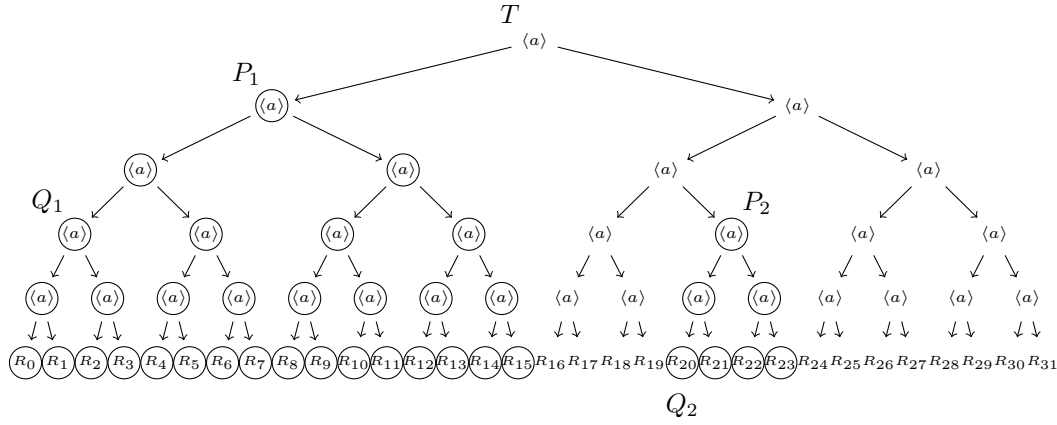 T
⟨a⟩
P₁
⟨a⟩ ⟨a⟩
⟨a⟩ ⟨a⟩ ⟨a⟩ ⟨a⟩
Q₁ P₂
⟨a⟩ ⟨a⟩ ⟨a⟩ ⟨a⟩ ⟨a⟩ ⟨a⟩ ⟨a⟩ ⟨a⟩
⟨a⟩ ⟨a⟩ ⟨a⟩ ⟨a⟩ ⟨a⟩ ⟨a⟩ ⟨a⟩ ⟨a⟩ ⟨a⟩ ⟨a⟩ ⟨a⟩ ⟨a⟩ ⟨a⟩ ⟨a⟩ ⟨a⟩ ⟨a⟩
R₀ R₁ R₂ R₃ R₄ R₅ R₆ R₇ R₈ R₉ R₁₀ R₁₁ R₁₂ R₁₃ R₁₄ R₁₅ R₁₆ R₁₇ R₁₈ R₁₉ R₂₀ R₂₁ R₂₂ R₂₃ R₂₄ R₂₅ R₂₆ R₂₇ R₂₈ R₂₉ R₃₀ R₃₁
Q₂